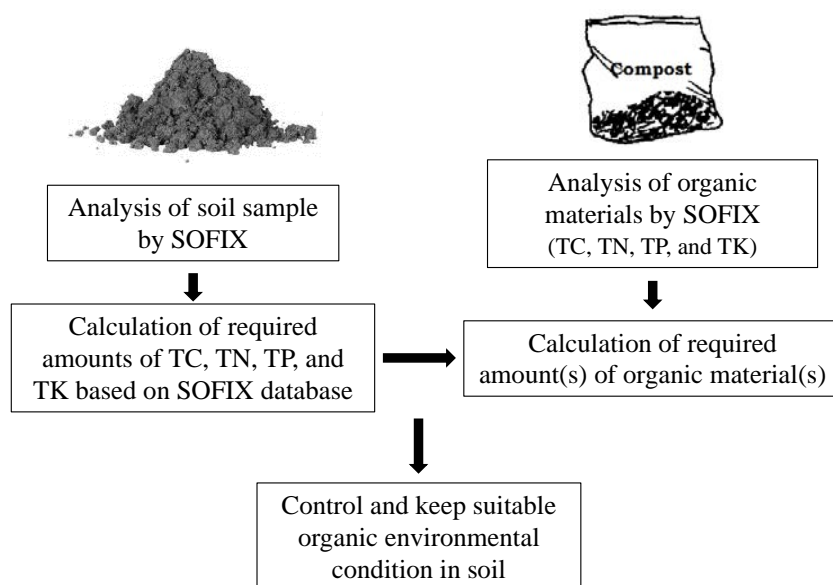 Compost
Analysis of soil sample
by SOFIX
Analysis of organic
materials by SOFIX
(TC, TN, TP, and TK)
Calculation of required
amounts of TC, TN, TP, and
TK based on SOFIX database
Calculation of required
amount(s) of organic material(s)
Control and keep suitable
organic environmental
condition in soil